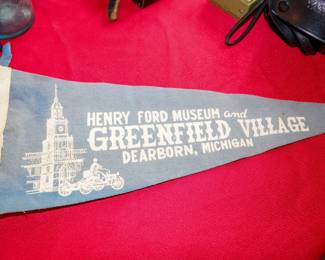 HENRY FORD MUSEUM and
GREENFIELD VILLAGE
DEARBORN, MICHIGAN